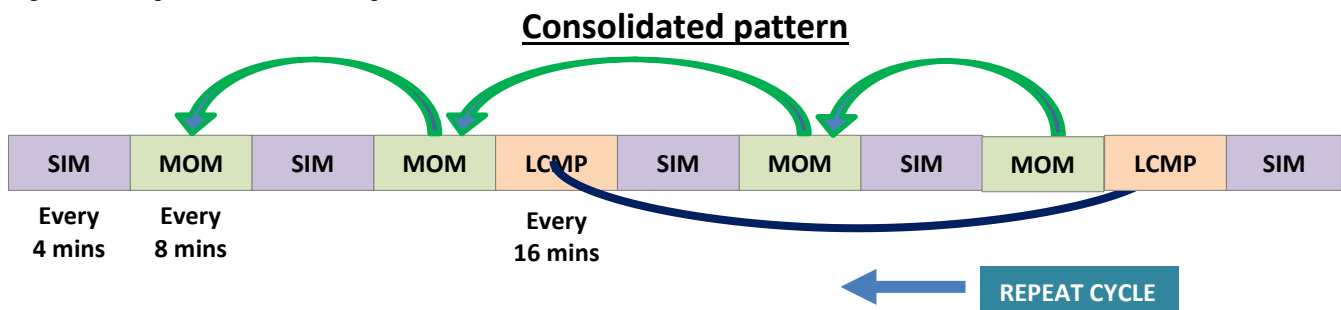 Consolidated pattern
SIM MOM SIM MOM LCMP SIM MOM SIM MOM LCMP SIM
Every Every Every
4 mins 8 mins 16 mins
REPEAT CYCLE